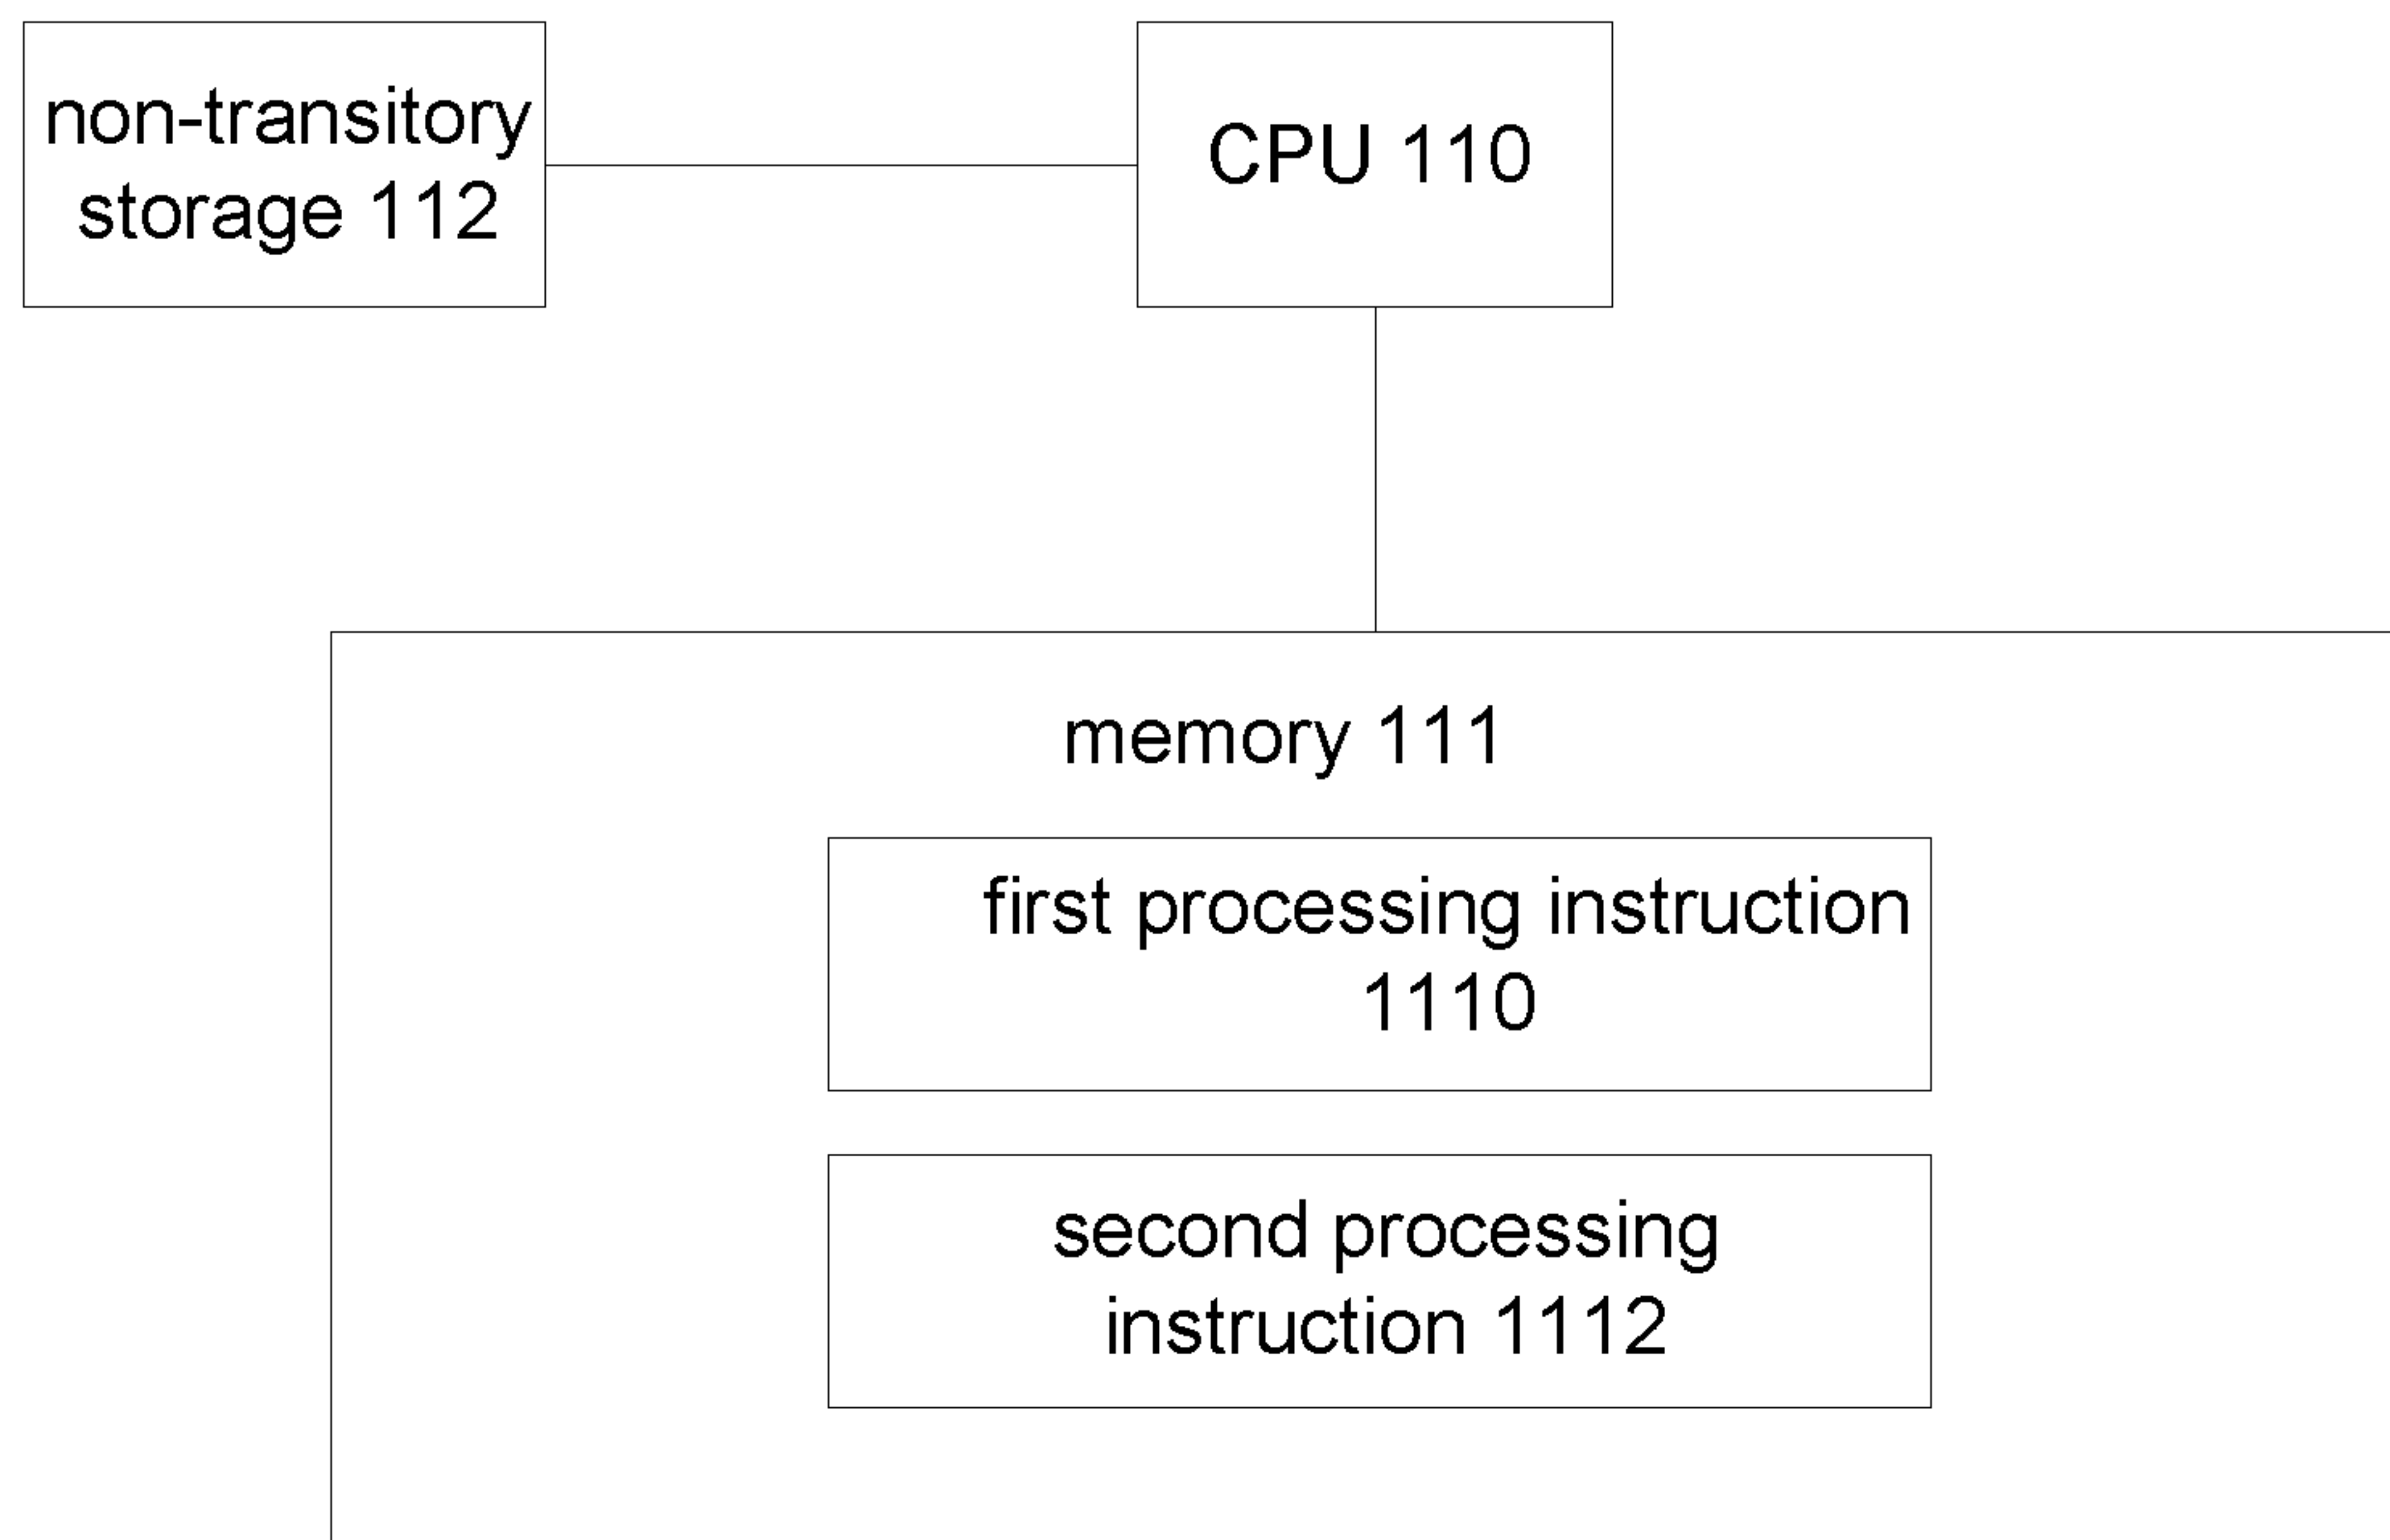 non-transitory
storage 112
CPU 110
memory 111
first processing instruction
1110
second processing
instruction 1112